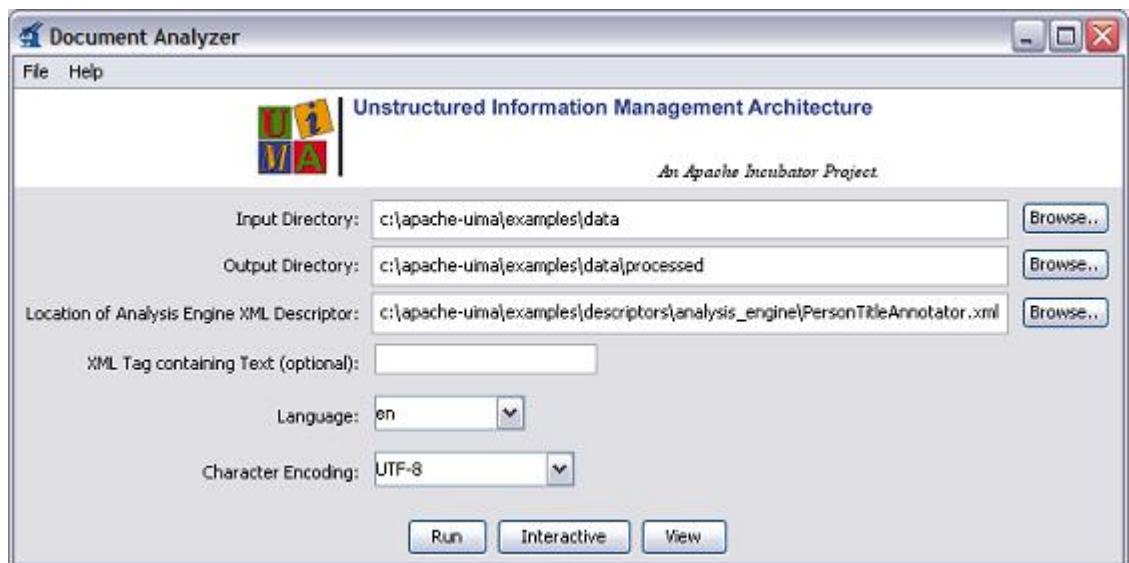 Document Analyzer
File Help
UiMA
Unstructured Information Management Architecture
An Apache Incubator Project.
Input Directory: c:\apache-uima\examples\data Browse..
Output Directory: c:\apache-uima\examples\data\processed Browse..
Location of Analysis Engine XML Descriptor: c:\apache-uima\examples\descriptors\analysis_engine\PersonTitleAnnotator.xml Browse..
XML Tag containing Text (optional):
Language: en
Character Encoding: UTF-8
Run Interactive View